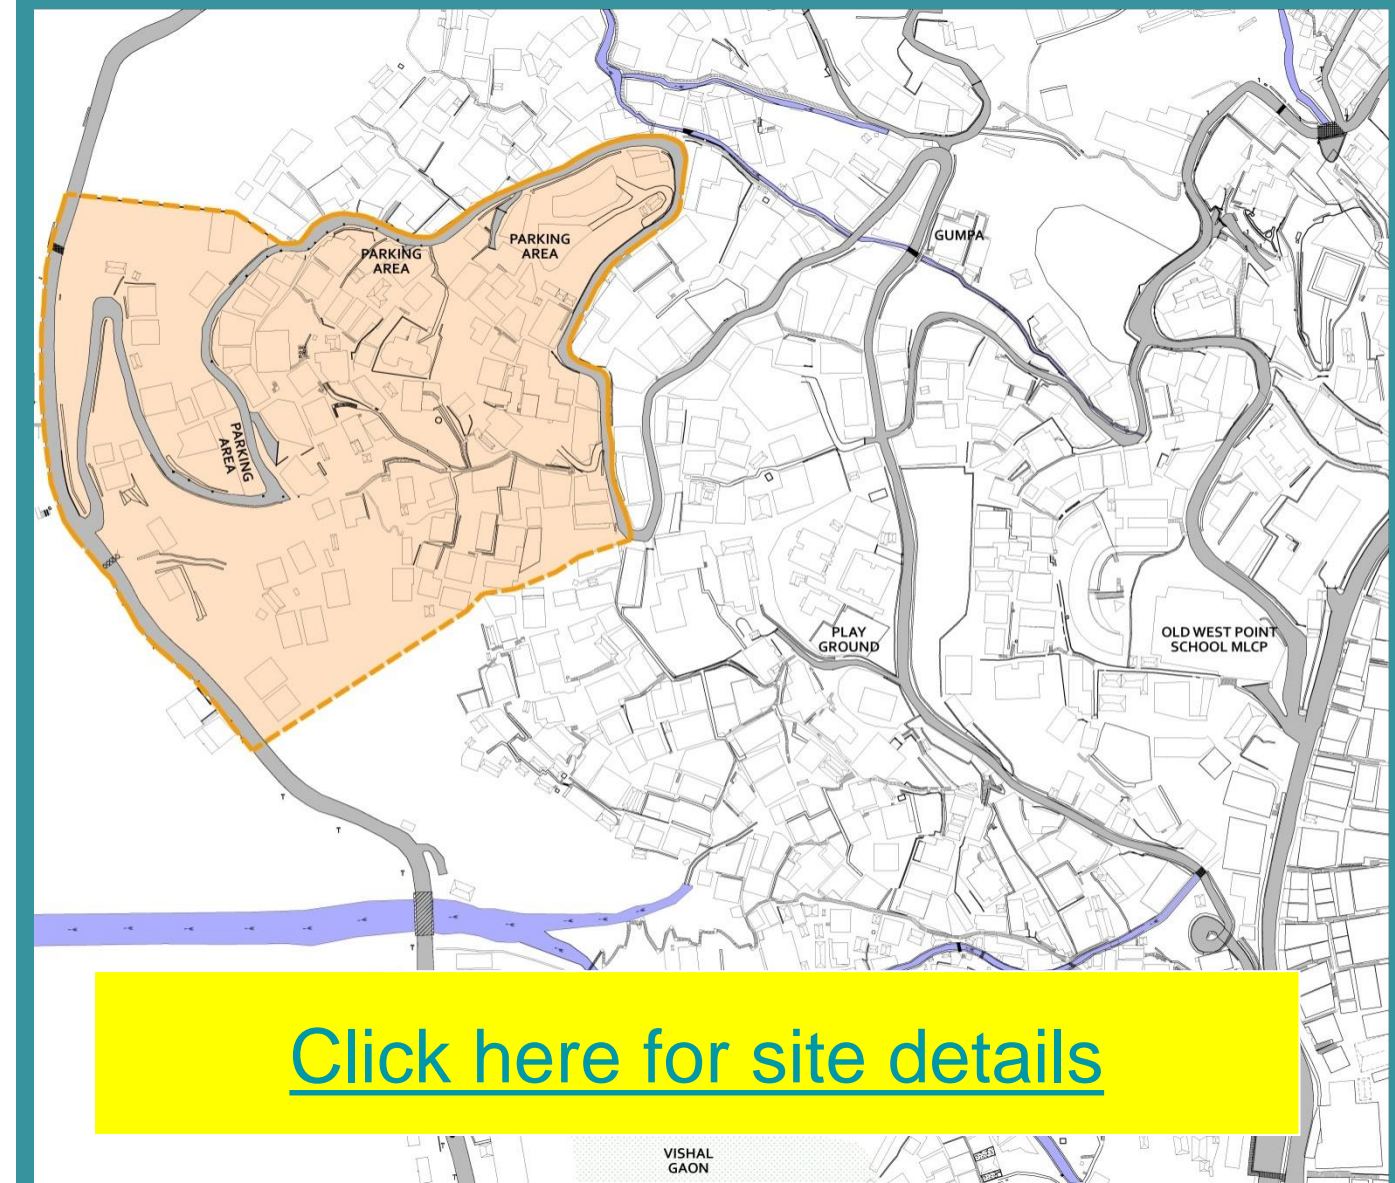 GUMPA
PARKING
AREA
PARKING
AREA
PARKING
AREA
PLAY
GROUND
OLD WEST POINT
SCHOOL MLCP
Click here for site details
VISHAL
GAON